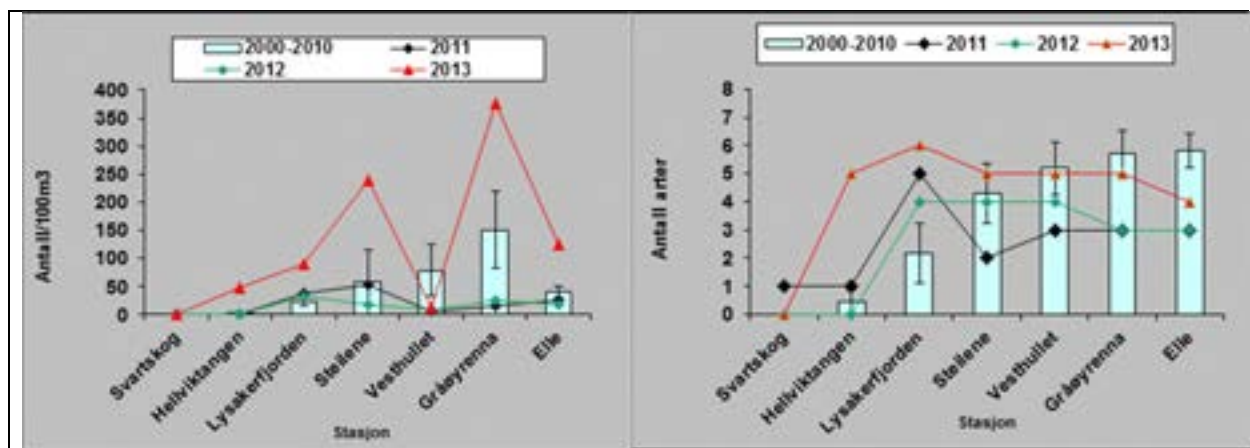 2000-2010 2011
2012 2013
Antall/100m3
400
350
300
250
200
150
100
50
0
Svartskog
Hellviktangen
Lysakerfjorden
Steilene
Vesthullet
Gråøyrenna
Elle
Stasjon
2000-2010 2011 2012 2013
Antall arter
8
7
6
5
4
3
2
1
0
Svartskog
Hellviktangen
Lysakerfjorden
Steilene
Vesthullet
Gråøyrenna
Elle
Stasjon